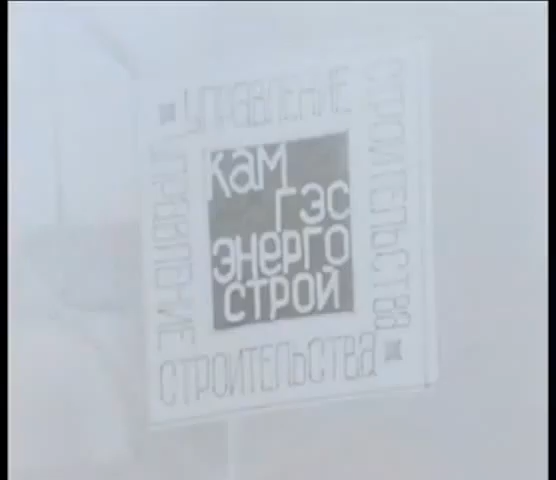 УПРАВЛЕНИЕ
СТРОИТЕЛЬСТВА
Кам
гэс
энерго
строй
УПРАВЛЕНИЕ
СТРОИТЕЛЬСТВА